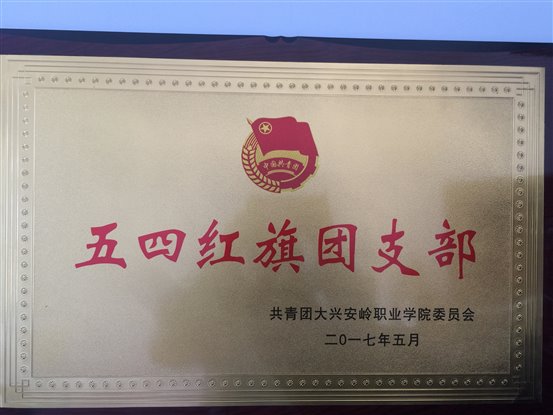 中国共青团
五四红旗团支部
共青团大兴安岭职业学院委员会
二0一七年五月